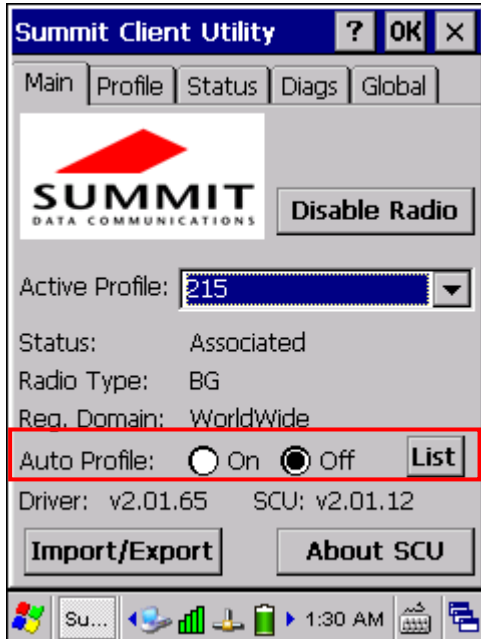 Summit Client Utility ? OK ×
Main Profile Status Diags Global
SUMMIT
DATA COMMUNICATIONS
Disable Radio
Active Profile: 215
Status: Associated
Radio Type: BG
Reg. Domain: WorldWide
Auto Profile: On Off List
Driver: v2.01.65 SCU: v2.01.12
Import/Export About SCU
Su... 1:30 AM